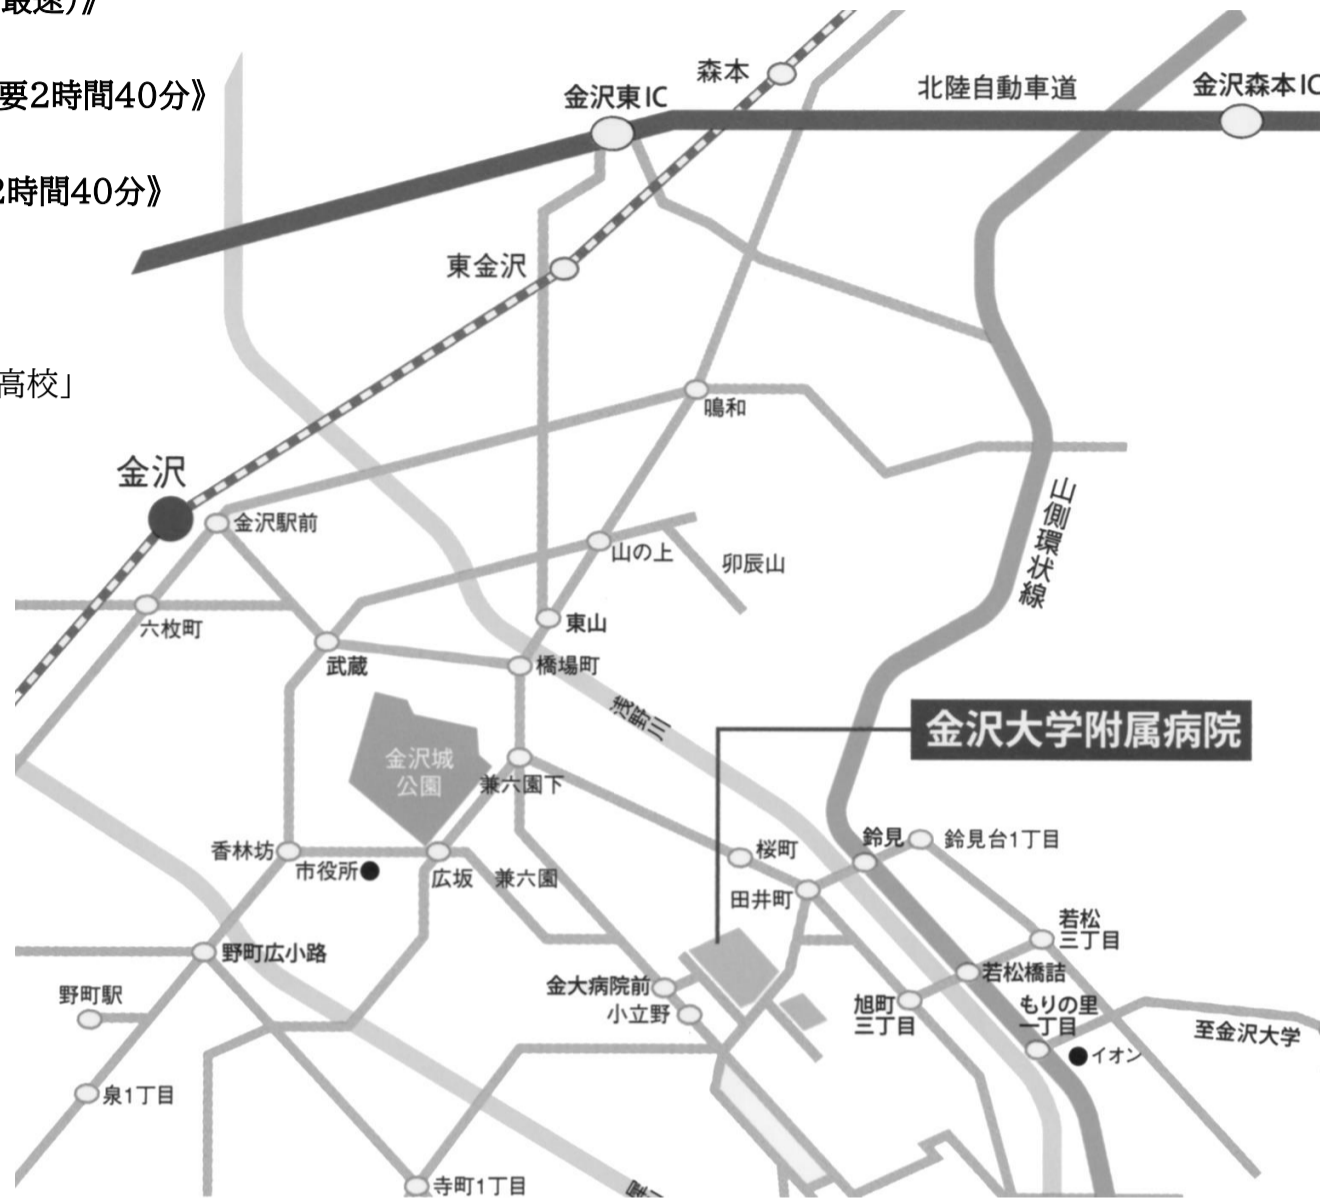 最速)》
要2時間40分》
2時間40分》
高校」
森本
金沢東IC
北陸自動車道
金沢森本IC
東金沢
鳴和
金沢
金沢駅前
山の上
卯辰山
山側環状線
六枚町
東山
武蔵
橋場町
浅野川
金沢大学附属病院
金沢城
公園
兼六園下
香林坊
市役所
広坂
兼六園
桜町
鈴見
鈴見台1丁目
田井町
若松
三丁目
野町広小路
若松橋詰
金大病院前
小立野
旭町
三丁目
もりの里
一丁目
野町駅
イオン
至金沢大学
泉1丁目
寺町1丁目